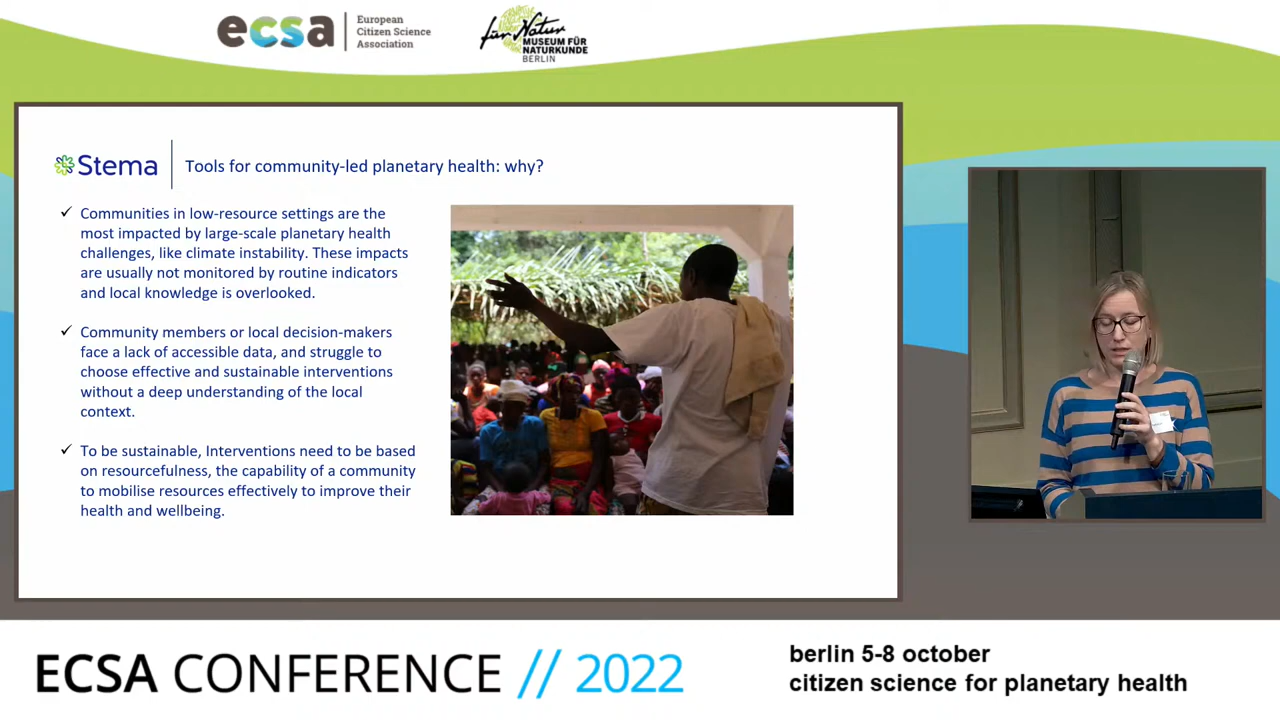 ecsa
European
Citizen Science
Association
für Natur
MUSEUM FÜR
NATURKUNDE
BERLIN
Stema
Tools for community-led planetary health: why?
✓ Communities in low-resource settings are the
most impacted by large-scale planetary health
challenges, like climate instability. These impacts
are usually not monitored by routine indicators
and local knowledge is overlooked.
✓ Community members or local decision-makers
face a lack of accessible data, and struggle to
choose effective and sustainable interventions
without a deep understanding of the local
context.
✓ To be sustainable, Interventions need to be based
on resourcefulness, the capability of a community
to mobilise resources effectively to improve their
health and wellbeing.
ECSA CONFERENCE // 2022
berlin 5-8 october
citizen science for planetary health